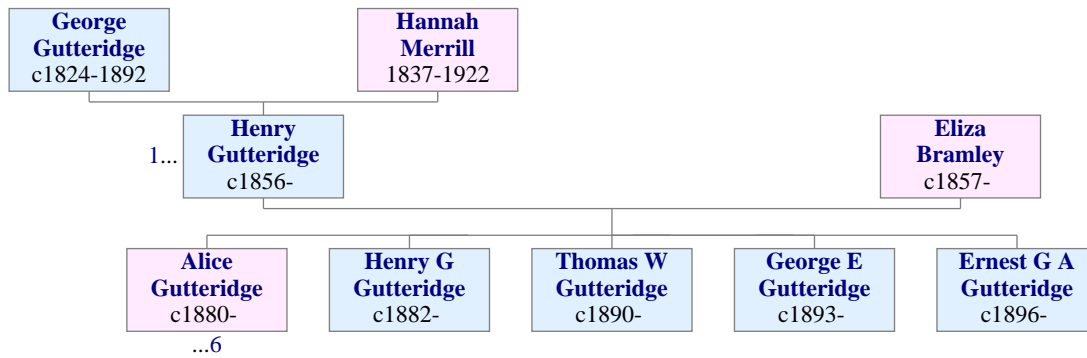 George
Gutteridge
c1824-1892
Hannah
Merrill
1837-1922
1...
Henry
Gutteridge
c1856-
Eliza
Bramley
c1857-
Alice
Gutteridge
c1880-
Henry G
Gutteridge
c1882-
Thomas W
Gutteridge
c1890-
George E
Gutteridge
c1893-
Ernest G A
Gutteridge
c1896-
...6